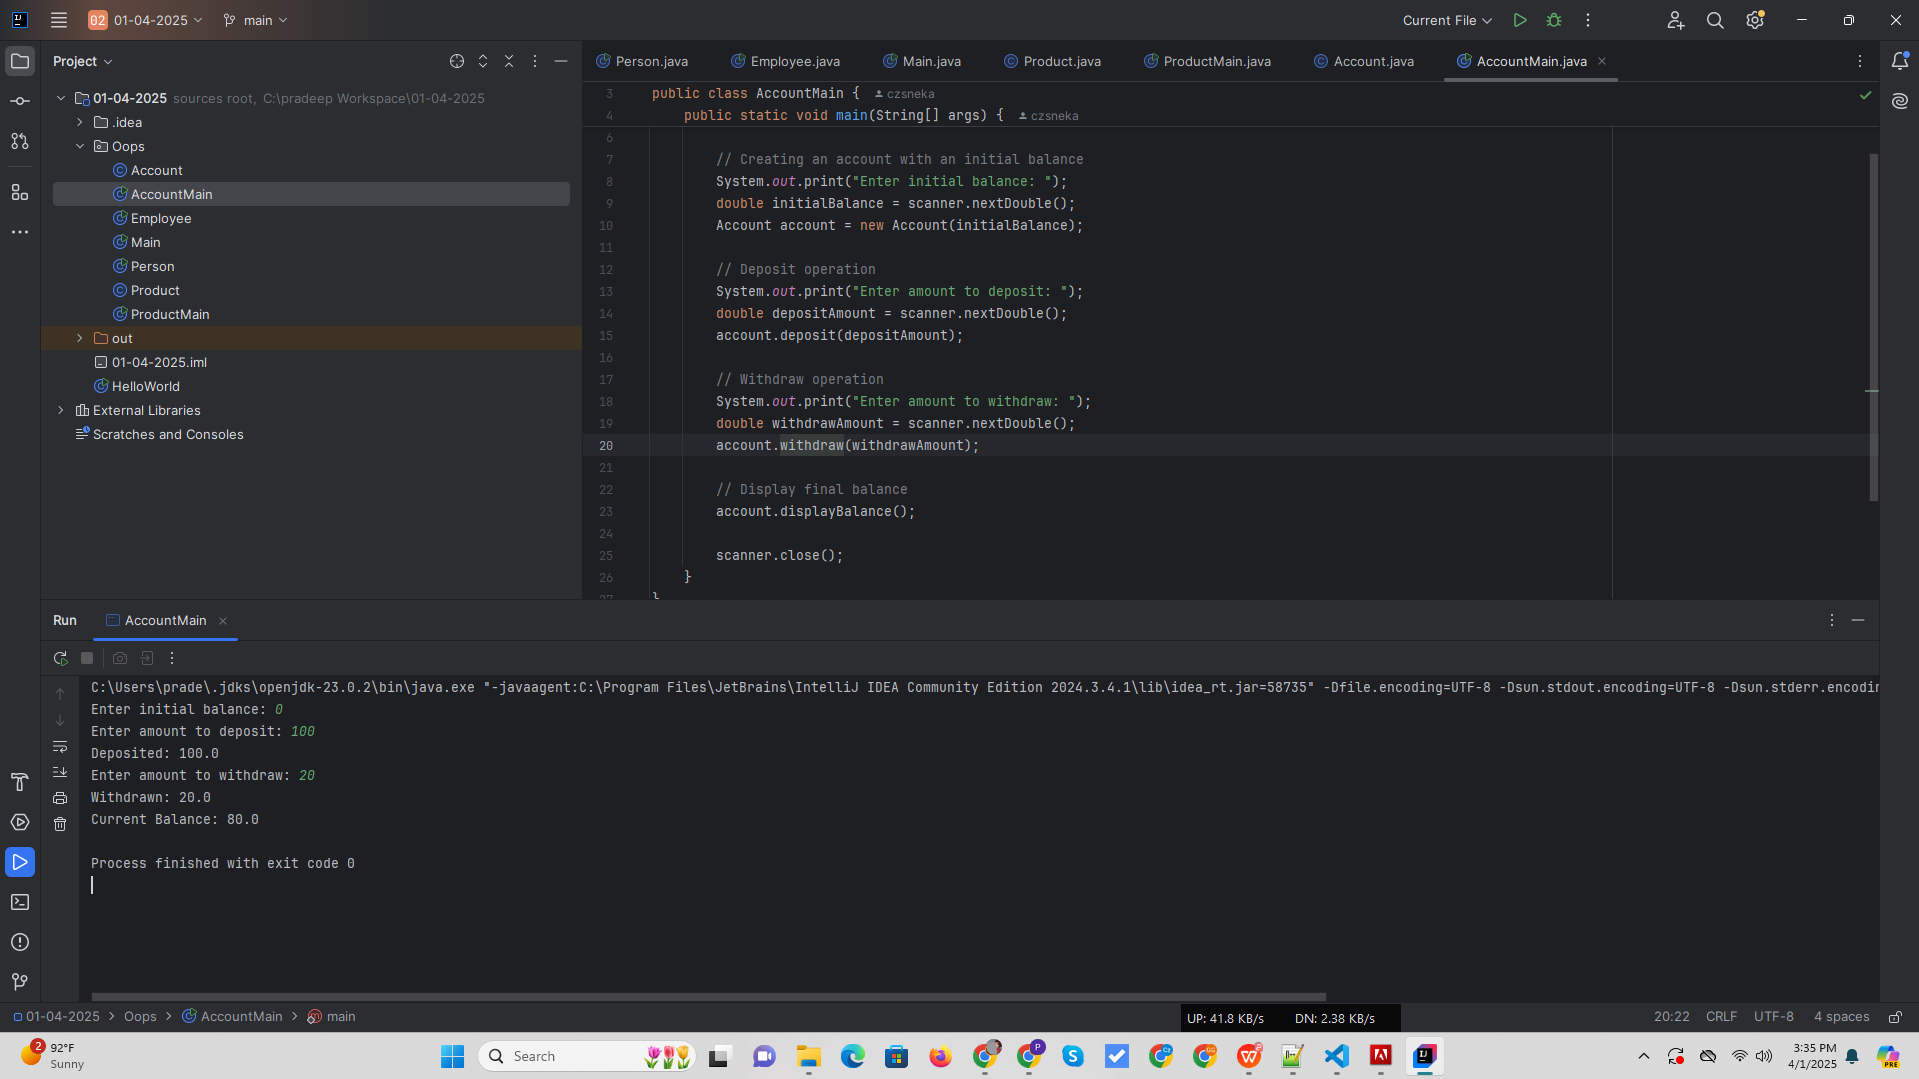 02 01-04-2025 main Current File
Project
Person.java Employee.java Main.java Product.java ProductMain.java Account.java AccountMain.java
01-04-2025 sources root, C:\pradeep Workspace\01-04-2025
.idea
Oops
Account
AccountMain
Employee
Main
Person
Product
ProductMain
out
01-04-2025.iml
HelloWorld
External Libraries
Scratches and Consoles
3 public class AccountMain { czsneka
4 public static void main(String[] args) { czsneka
6
7 // Creating an account with an initial balance
8 System.out.print("Enter initial balance: ");
9 double initialBalance = scanner.nextDouble();
10 Account account = new Account(initialBalance);
11
12 // Deposit operation
13 System.out.print("Enter amount to deposit: ");
14 double depositAmount = scanner.nextDouble();
15 account.deposit(depositAmount);
16
17 // Withdraw operation
18 System.out.print("Enter amount to withdraw: ");
19 double withdrawAmount = scanner.nextDouble();
20 account.withdraw(withdrawAmount);
21
22 // Display final balance
23 account.displayBalance();
24
25 scanner.close();
26 }
27 }
Run AccountMain
C:\Users\prade\.jdks\openjdk-23.0.2\bin\java.exe "-javaagent:C:\Program Files\JetBrains\IntelliJ IDEA Community Edition 2024.3.4.1\lib\idea_rt.jar=58735" -Dfile.encoding=UTF-8 -Dsun.stdout.encoding=UTF-8 -Dsun.stderr.encodin
Enter initial balance: 0
Enter amount to deposit: 100
Deposited: 100.0
Enter amount to withdraw: 20
Withdrawn: 20.0
Current Balance: 80.0
Process finished with exit code 0
01-04-2025 Oops AccountMain main
UP: 41.8 KB/s DN: 2.38 KB/s
20:22 CRLF UTF-8 4 spaces
2 92°F
Sunny
Search
3:35 PM
4/1/2025
PRE